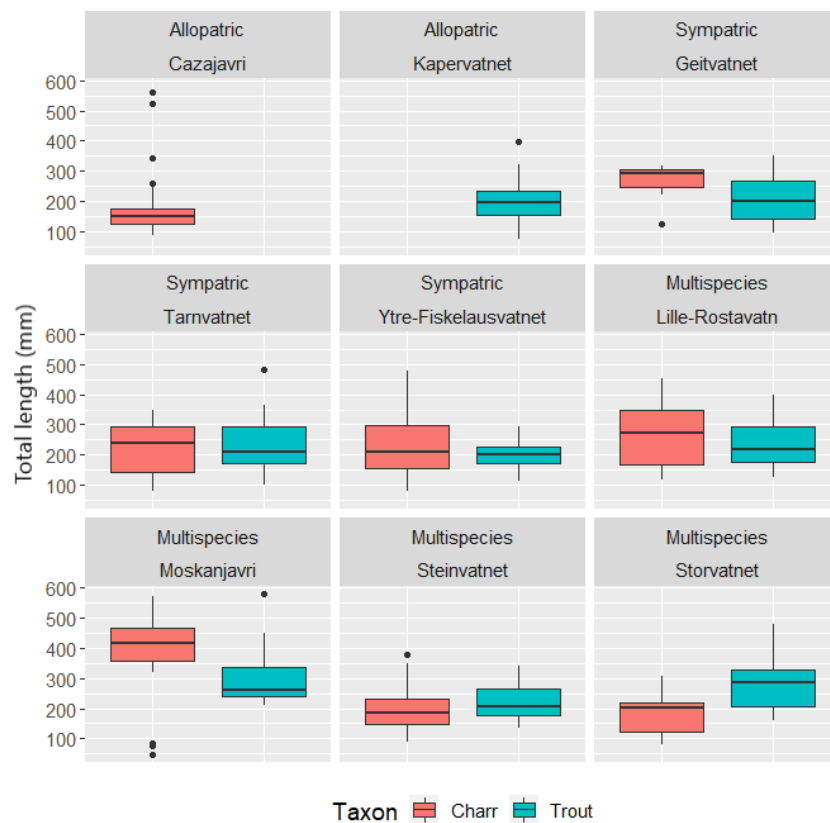 Allopatric Allopatric Sympatric
Cazajavri Kapervatnet Geitvatnet
600
500
400
300
200
100
Sympatric Sympatric Multispecies
Tarnvatnet Ytre-Fiskelausvatnet Lille-Rostavatn
600
500
400
300
200
100
Total length (mm)
Multispecies Multispecies Multispecies
Moskanjavri Steinvatnet Storvatnet
600
500
400
300
200
100
Taxon Charr Trout